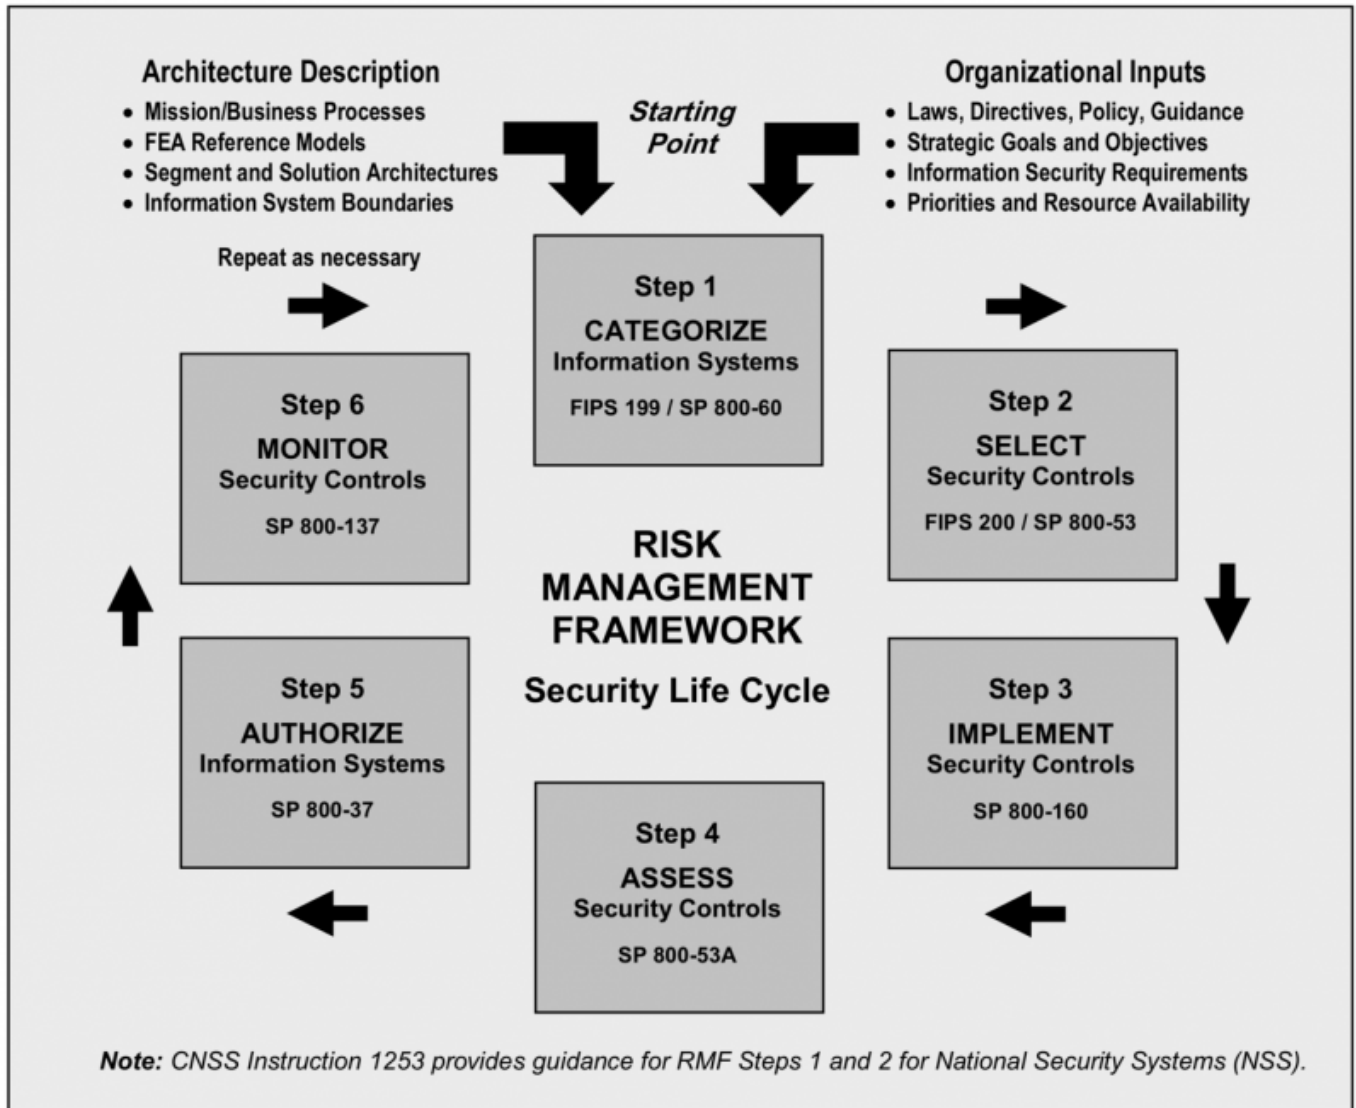 Architecture Description
• Mission/Business Processes
• FEA Reference Models
• Segment and Solution Architectures
• Information System Boundaries
Starting
Point
Organizational Inputs
• Laws, Directives, Policy, Guidance
• Strategic Goals and Objectives
• Information Security Requirements
• Priorities and Resource Availability
Repeat as necessary
Step 1
CATEGORIZE
Information Systems
FIPS 199 / SP 800-60
Step 2
SELECT
Security Controls
FIPS 200 / SP 800-53
Step 3
IMPLEMENT
Security Controls
SP 800-160
Step 4
ASSESS
Security Controls
SP 800-53A
Step 5
AUTHORIZE
Information Systems
SP 800-37
Step 6
MONITOR
Security Controls
SP 800-137
RISK
MANAGEMENT
FRAMEWORK
Security Life Cycle
Note: CNSS Instruction 1253 provides guidance for RMF Steps 1 and 2 for National Security Systems (NSS).